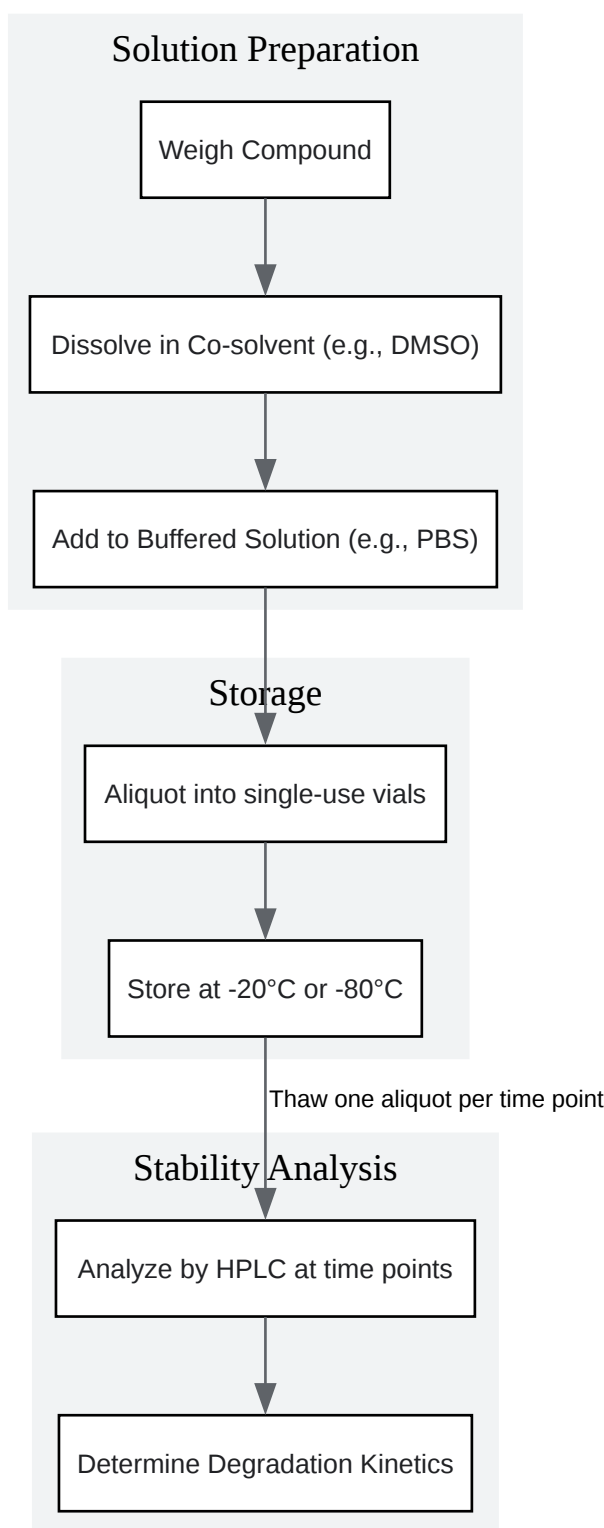 Solution Preparation
Weigh Compound
Dissolve in Co-solvent (e.g., DMSO)
Add to Buffered Solution (e.g., PBS)
Storage
Aliquot into single-use vials
Store at -20°C or -80°C
Thaw one aliquot per time point
Stability Analysis
Analyze by HPLC at time points
Determine Degradation Kinetics